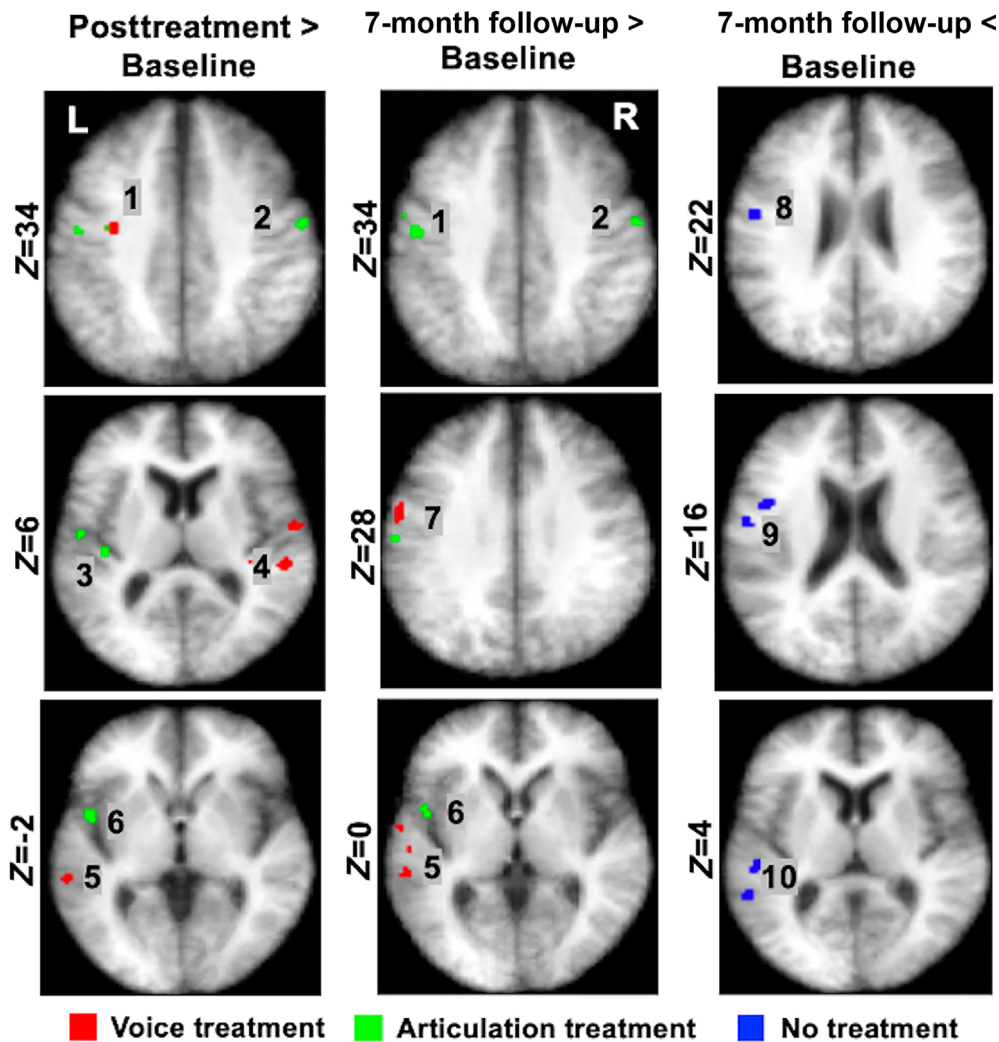 Posttreatment >
Baseline
7-month follow-up >
Baseline
7-month follow-up <
Baseline
L
Z=34
1
2
R
Z=34
1
2
Z=22
8
Z=6
3
4
Z=28
7
Z=16
9
Z=-2
6
5
Z=0
6
5
Z=4
10
Voice treatment
Articulation treatment
No treatment